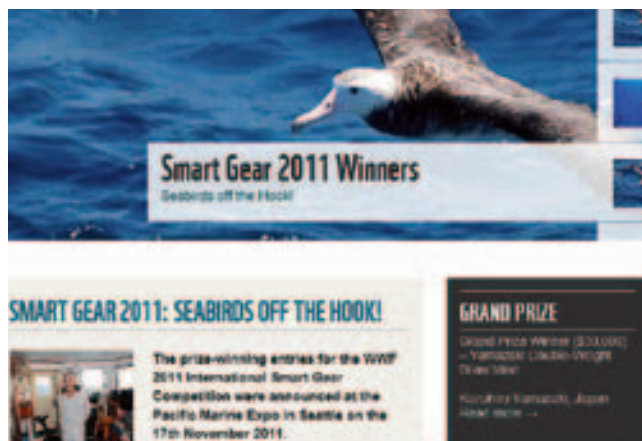 Smart Gear 2011 Winners
Seabirds off the Hook!
SMART GEAR 2011: SEABIRDS OFF THE HOOK!
The prize-winning entries for the WWF
2011 International Smart Gear
Competition were announced at the
Pacific Marine Expo in Seattle on the
17th November 2011.
GRAND PRIZE
Grand Prize Winner ($30,000)
– Yamazaki Double-Weight
Branchline
Kazuhiro Yamazaki, Japan
Read more →